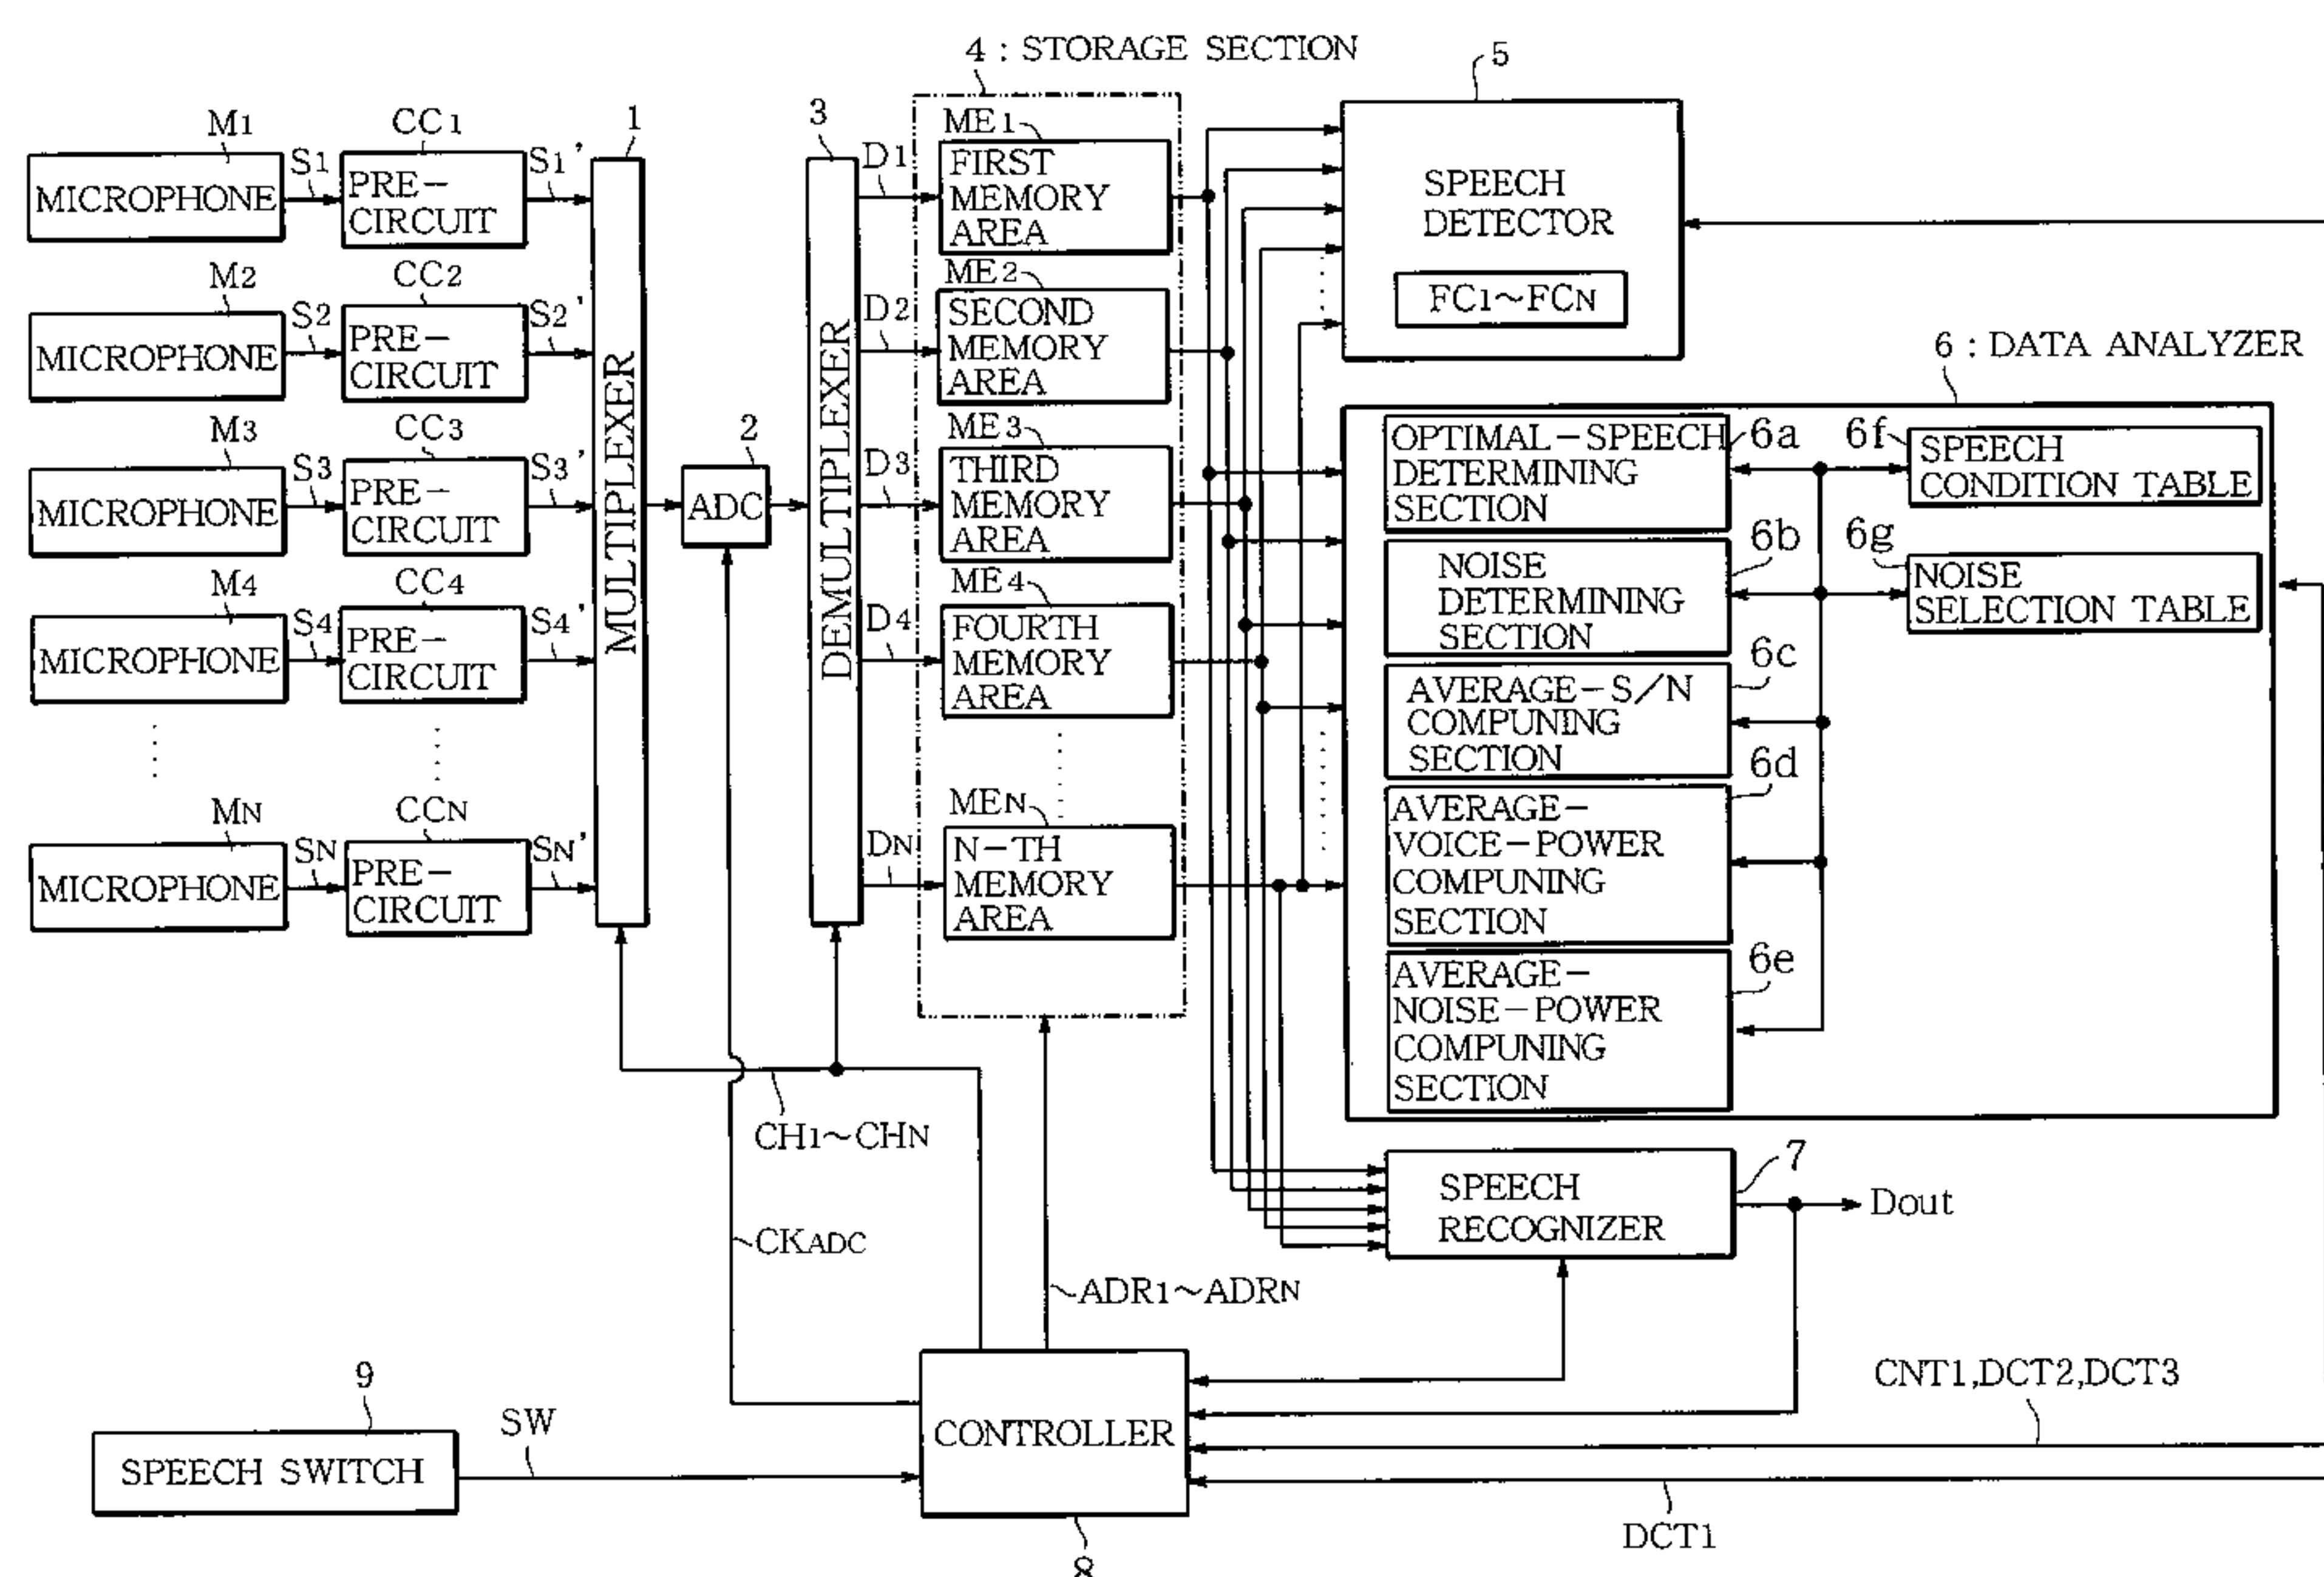 4 : STORAGE SECTION
5
M1
CC1
1
3
S1
S1'
D1
ME1
MICROPHONE
PRE-
CIRCUIT
FIRST
MEMORY
AREA
SPEECH
DETECTOR
FC1~FCN
M2
CC2
S2
S2'
D2
ME2
MICROPHONE
PRE-
CIRCUIT
SECOND
MEMORY
AREA
6 : DATA ANALYZER
MULTIPLEXER
DEMULTIPLEXER
M3
CC3
2
S3
S3'
D3
ME3
MICROPHONE
PRE-
CIRCUIT
ADC
THIRD
MEMORY
AREA
OPTIMAL-SPEECH
DETERMINING
SECTION
6a
6f
SPEECH
CONDITION TABLE
M4
CC4
S4
S4'
D4
ME4
MICROPHONE
PRE-
CIRCUIT
FOURTH
MEMORY
AREA
NOISE
DETERMINING
SECTION
6b
6g
NOISE
SELECTION TABLE
AVERAGE-S/N
COMPUNING
SECTION
6c
MN
CCN
SN
SN'
DN
MEN
MICROPHONE
PRE-
CIRCUIT
N-TH
MEMORY
AREA
AVERAGE-
VOICE-POWER
COMPUNING
SECTION
6d
AVERAGE-
NOISE-POWER
COMPUNING
SECTION
6e
CH1~CHN
CKADC
ADR1~ADRN
SPEECH
RECOGNIZER
7
Dout
9
SPEECH SWITCH
SW
CONTROLLER
8
CNT1,DCT2,DCT3
DCT1